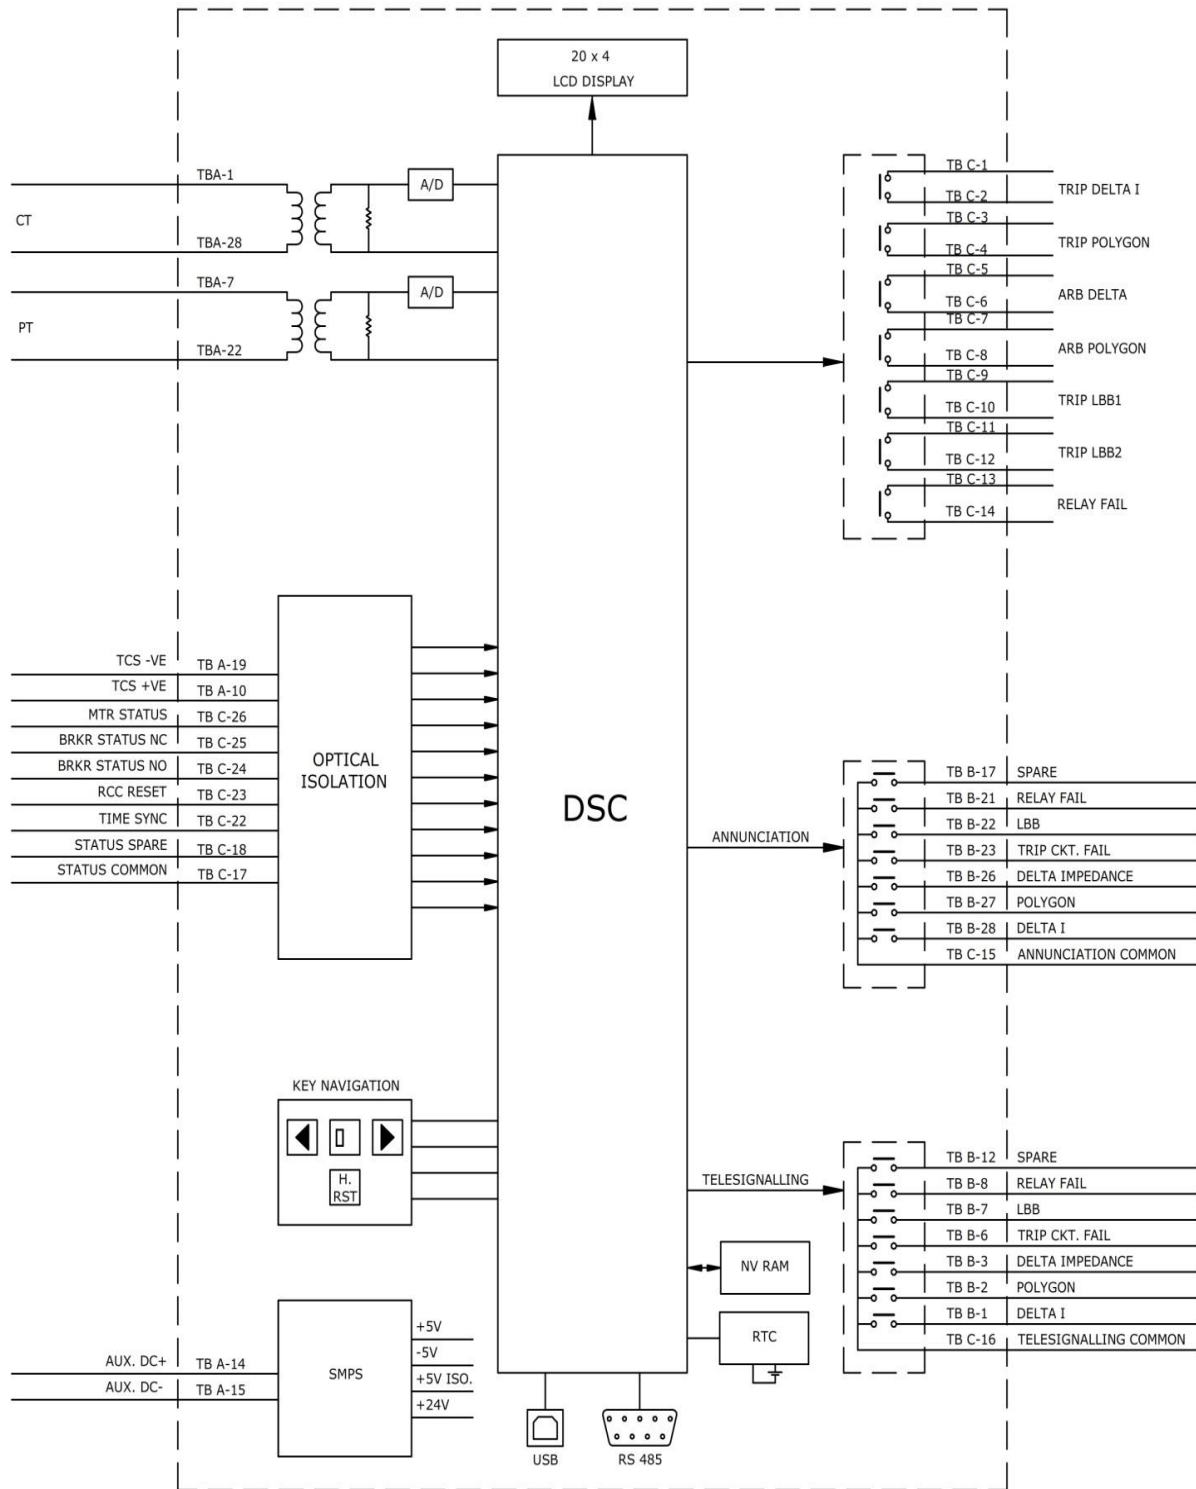 20 x 4
LCD DISPLAY
TBA-1
A/D
CT
TBA-28
TBA-7
A/D
PT
TBA-22
TB C-1
TRIP DELTA I
TB C-2
TB C-3
TRIP POLYGON
TB C-4
TB C-5
ARB DELTA
TB C-6
TB C-7
ARB POLYGON
TB C-8
TB C-9
TRIP LBB1
TB C-10
TB C-11
TRIP LBB2
TB C-12
TB C-13
RELAY FAIL
TB C-14
TCS -VE TB A-19
TCS +VE TB A-10
MTR STATUS TB C-26
BRKR STATUS NC TB C-25
BRKR STATUS NO TB C-24
RCC RESET TB C-23
TIME SYNC TB C-22
STATUS SPARE TB C-18
STATUS COMMON TB C-17
OPTICAL
ISOLATION
DSC
ANNUNCIATION
TB B-17 SPARE
TB B-21 RELAY FAIL
TB B-22 LBB
TB B-23 TRIP CKT. FAIL
TB B-26 DELTA IMPEDANCE
TB B-27 POLYGON
TB B-28 DELTA I
TB C-15 ANNUNCIATION COMMON
KEY NAVIGATION
H.
RST
TELESIGNALLING
TB B-12 SPARE
TB B-8 RELAY FAIL
TB B-7 LBB
TB B-6 TRIP CKT. FAIL
TB B-3 DELTA IMPEDANCE
TB B-2 POLYGON
TB B-1 DELTA I
TB C-16 TELESIGNALLING COMMON
NV RAM
RTC
AUX. DC+ TB A-14
AUX. DC- TB A-15
SMPS
+5V
-5V
+5V ISO.
+24V
USB
RS 485